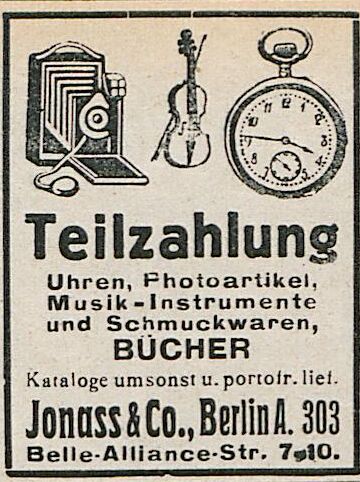 Teilzahlung
Uhren, Photoartikel,
Musik-Instrumente
und Schmuckwaren,
BÜCHER
Kataloge umsonst u. portofr. lief.
Jonass & Co., Berlin A. 303
Belle-Alliance-Str. 7-10.